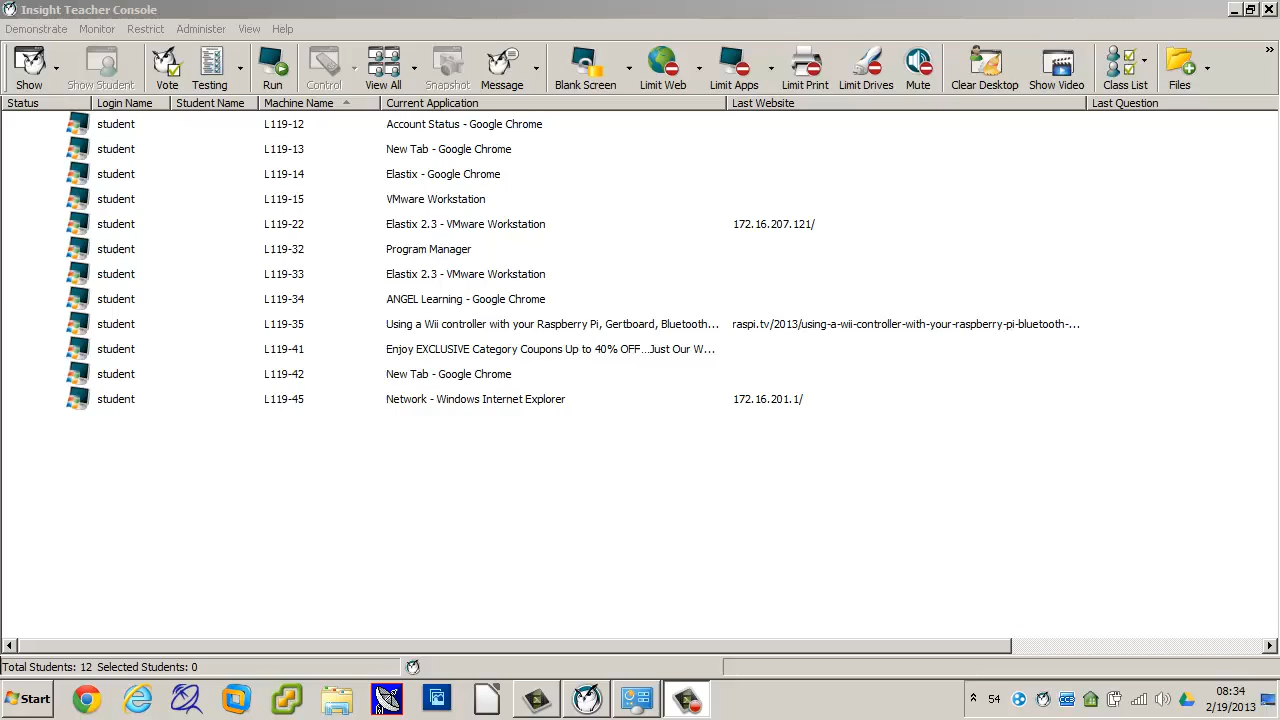 Insight Teacher Console
Demonstrate Monitor Restrict Administer View Help
Show Show Student Vote Testing Run Control View All Snapshot Message Blank Screen Limit Web Limit Apps Limit Print Limit Drives Mute Clear Desktop Show Video Class List Files
Status Login Name Student Name Machine Name Current Application Last Website Last Question
student L119-12 Account Status - Google Chrome
student L119-13 New Tab - Google Chrome
student L119-14 Elastix - Google Chrome
student L119-15 VMware Workstation
student L119-22 Elastix 2.3 - VMware Workstation 172.16.207.121/
student L119-32 Program Manager
student L119-33 Elastix 2.3 - VMware Workstation
student L119-34 ANGEL Learning - Google Chrome
student L119-35 Using a Wii controller with your Raspberry Pi, Gertboard, Bluetooth... raspi.tv/2013/using-a-wii-controller-with-your-raspberry-pi-bluetooth-...
student L119-41 Enjoy EXCLUSIVE Category Coupons Up to 40% OFF...Just Our W...
student L119-42 New Tab - Google Chrome
student L119-45 Network - Windows Internet Explorer 172.16.201.1/
Total Students: 12 Selected Students: 0
Start 54 08:34
2/19/2013